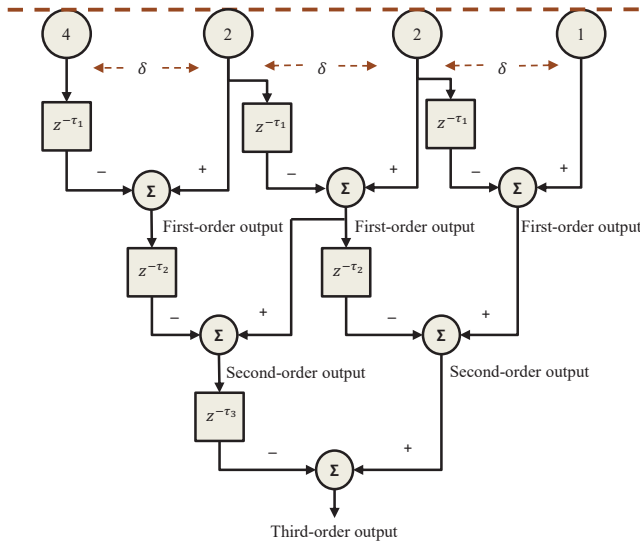 4 2 2 1
δ δ δ
z⁻τ₁ z⁻τ₁ z⁻τ₁
− + − + − +
Σ Σ Σ
First-order output First-order output First-order output
z⁻τ₂ z⁻τ₂
− + − +
Σ Σ
Second-order output Second-order output
z⁻τ₃
− +
Σ
Third-order output